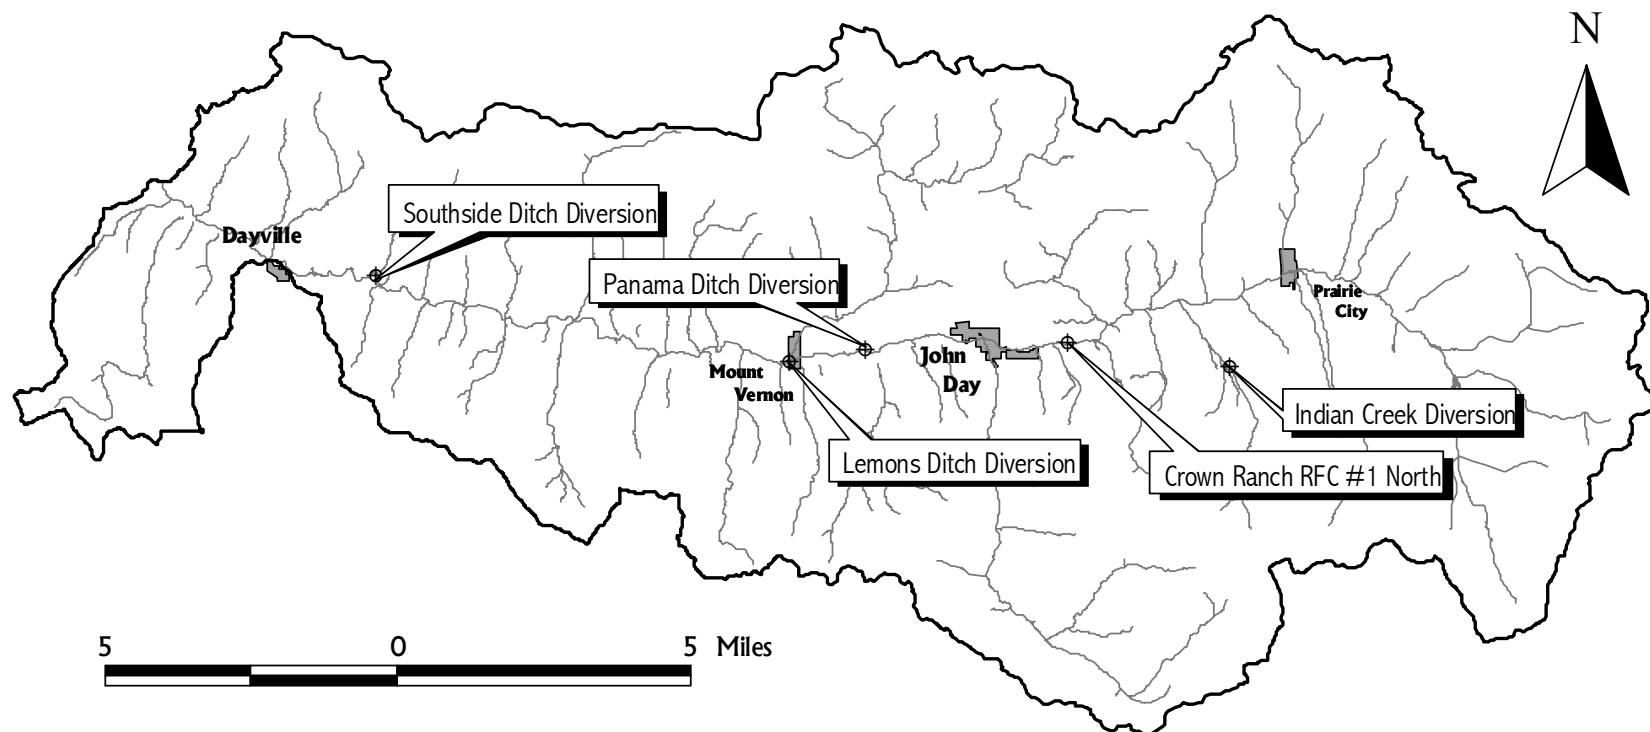 N
Southside Ditch Diversion
Dayville
Panama Ditch Diversion
Prairie
City
John
Day
Mount
Vernon
Indian Creek Diversion
Lemons Ditch Diversion
Crown Ranch RFC #1 North
5 0 5 Miles